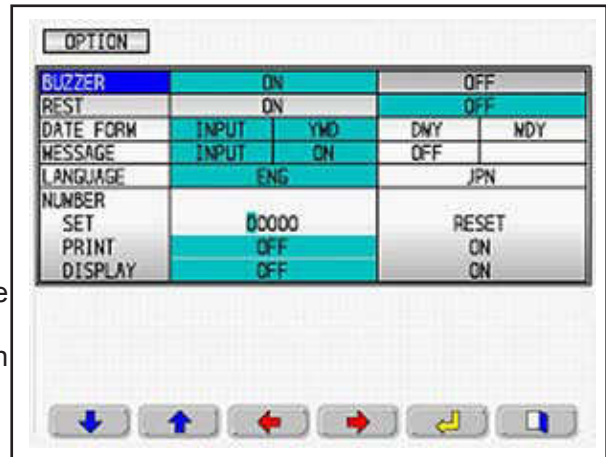 OPTION
BUZZER ON OFF
REST ON OFF
DATE FORM INPUT YMD DMY MDY
MESSAGE INPUT ON OFF
LANGUAGE ENG JPN
NUMBER
SET 00000 RESET
PRINT OFF ON
DISPLAY OFF ON
e
n